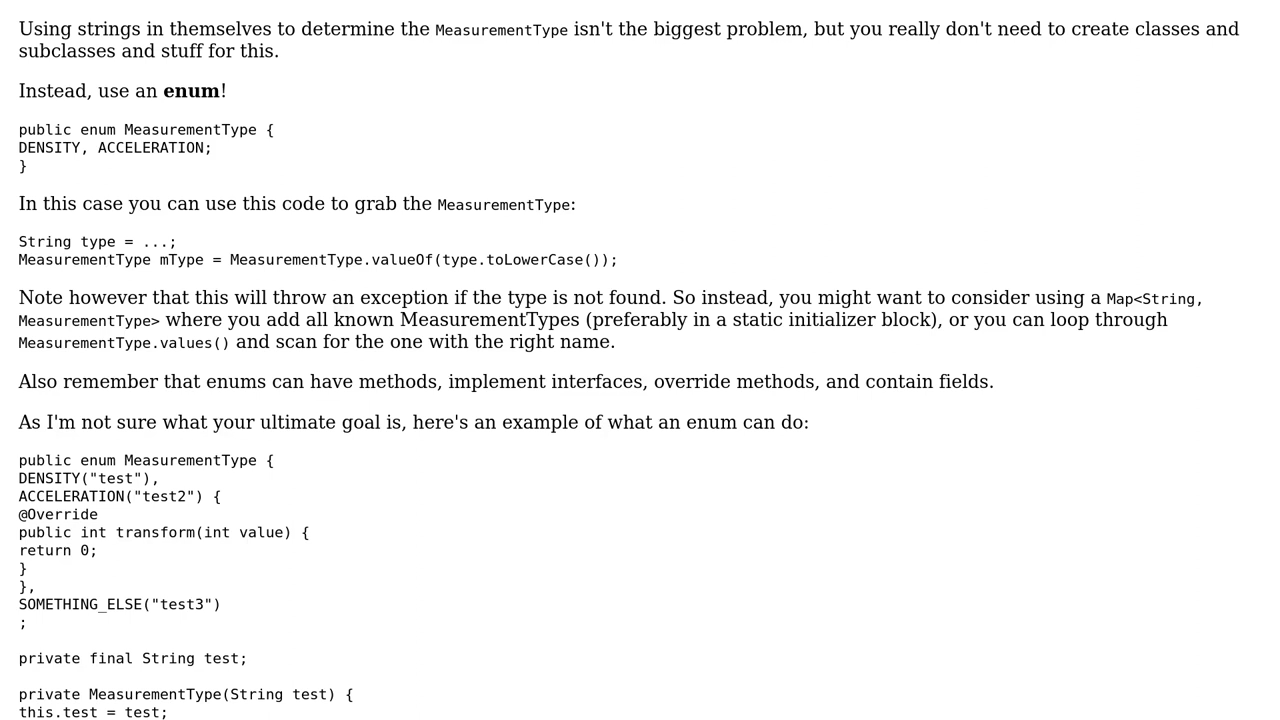 Using strings in themselves to determine the MeasurementType isn't the biggest problem, but you really don't need to create classes and
subclasses and stuff for this.
Instead, use an enum!
public enum MeasurementType {
DENSITY, ACCELERATION;
}
In this case you can use this code to grab the MeasurementType:
String type = ...;
MeasurementType mType = MeasurementType.valueOf(type.toLowerCase());
Note however that this will throw an exception if the type is not found. So instead, you might want to consider using a Map<String,
MeasurementType> where you add all known MeasurementTypes (preferably in a static initializer block), or you can loop through
MeasurementType.values() and scan for the one with the right name.
Also remember that enums can have methods, implement interfaces, override methods, and contain fields.
As I'm not sure what your ultimate goal is, here's an example of what an enum can do:
public enum MeasurementType {
DENSITY("test"),
ACCELERATION("test2") {
@Override
public int transform(int value) {
return 0;
}
},
SOMETHING_ELSE("test3")
;
private final String test;
private MeasurementType(String test) {
this.test = test;